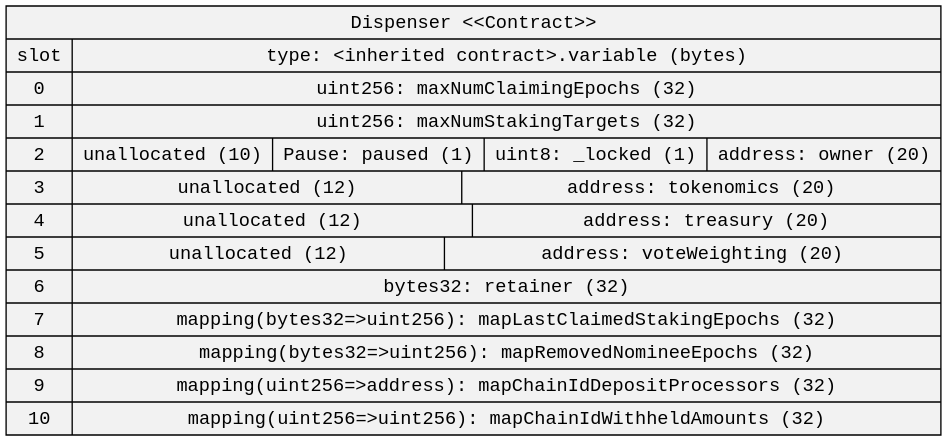 Dispenser <<Contract>>
slot type: <inherited contract>.variable (bytes)
0 uint256: maxNumClaimingEpochs (32)
1 uint256: maxNumStakingTargets (32)
2 unallocated (10) Pause: paused (1) uint8: _locked (1) address: owner (20)
3 unallocated (12) address: tokenomics (20)
4 unallocated (12) address: treasury (20)
5 unallocated (12) address: voteWeighting (20)
6 bytes32: retainer (32)
7 mapping(bytes32=>uint256): mapLastClaimedStakingEpochs (32)
8 mapping(bytes32=>uint256): mapRemovedNomineeEpochs (32)
9 mapping(uint256=>address): mapChainIdDepositProcessors (32)
10 mapping(uint256=>uint256): mapChainIdWithheldAmounts (32)